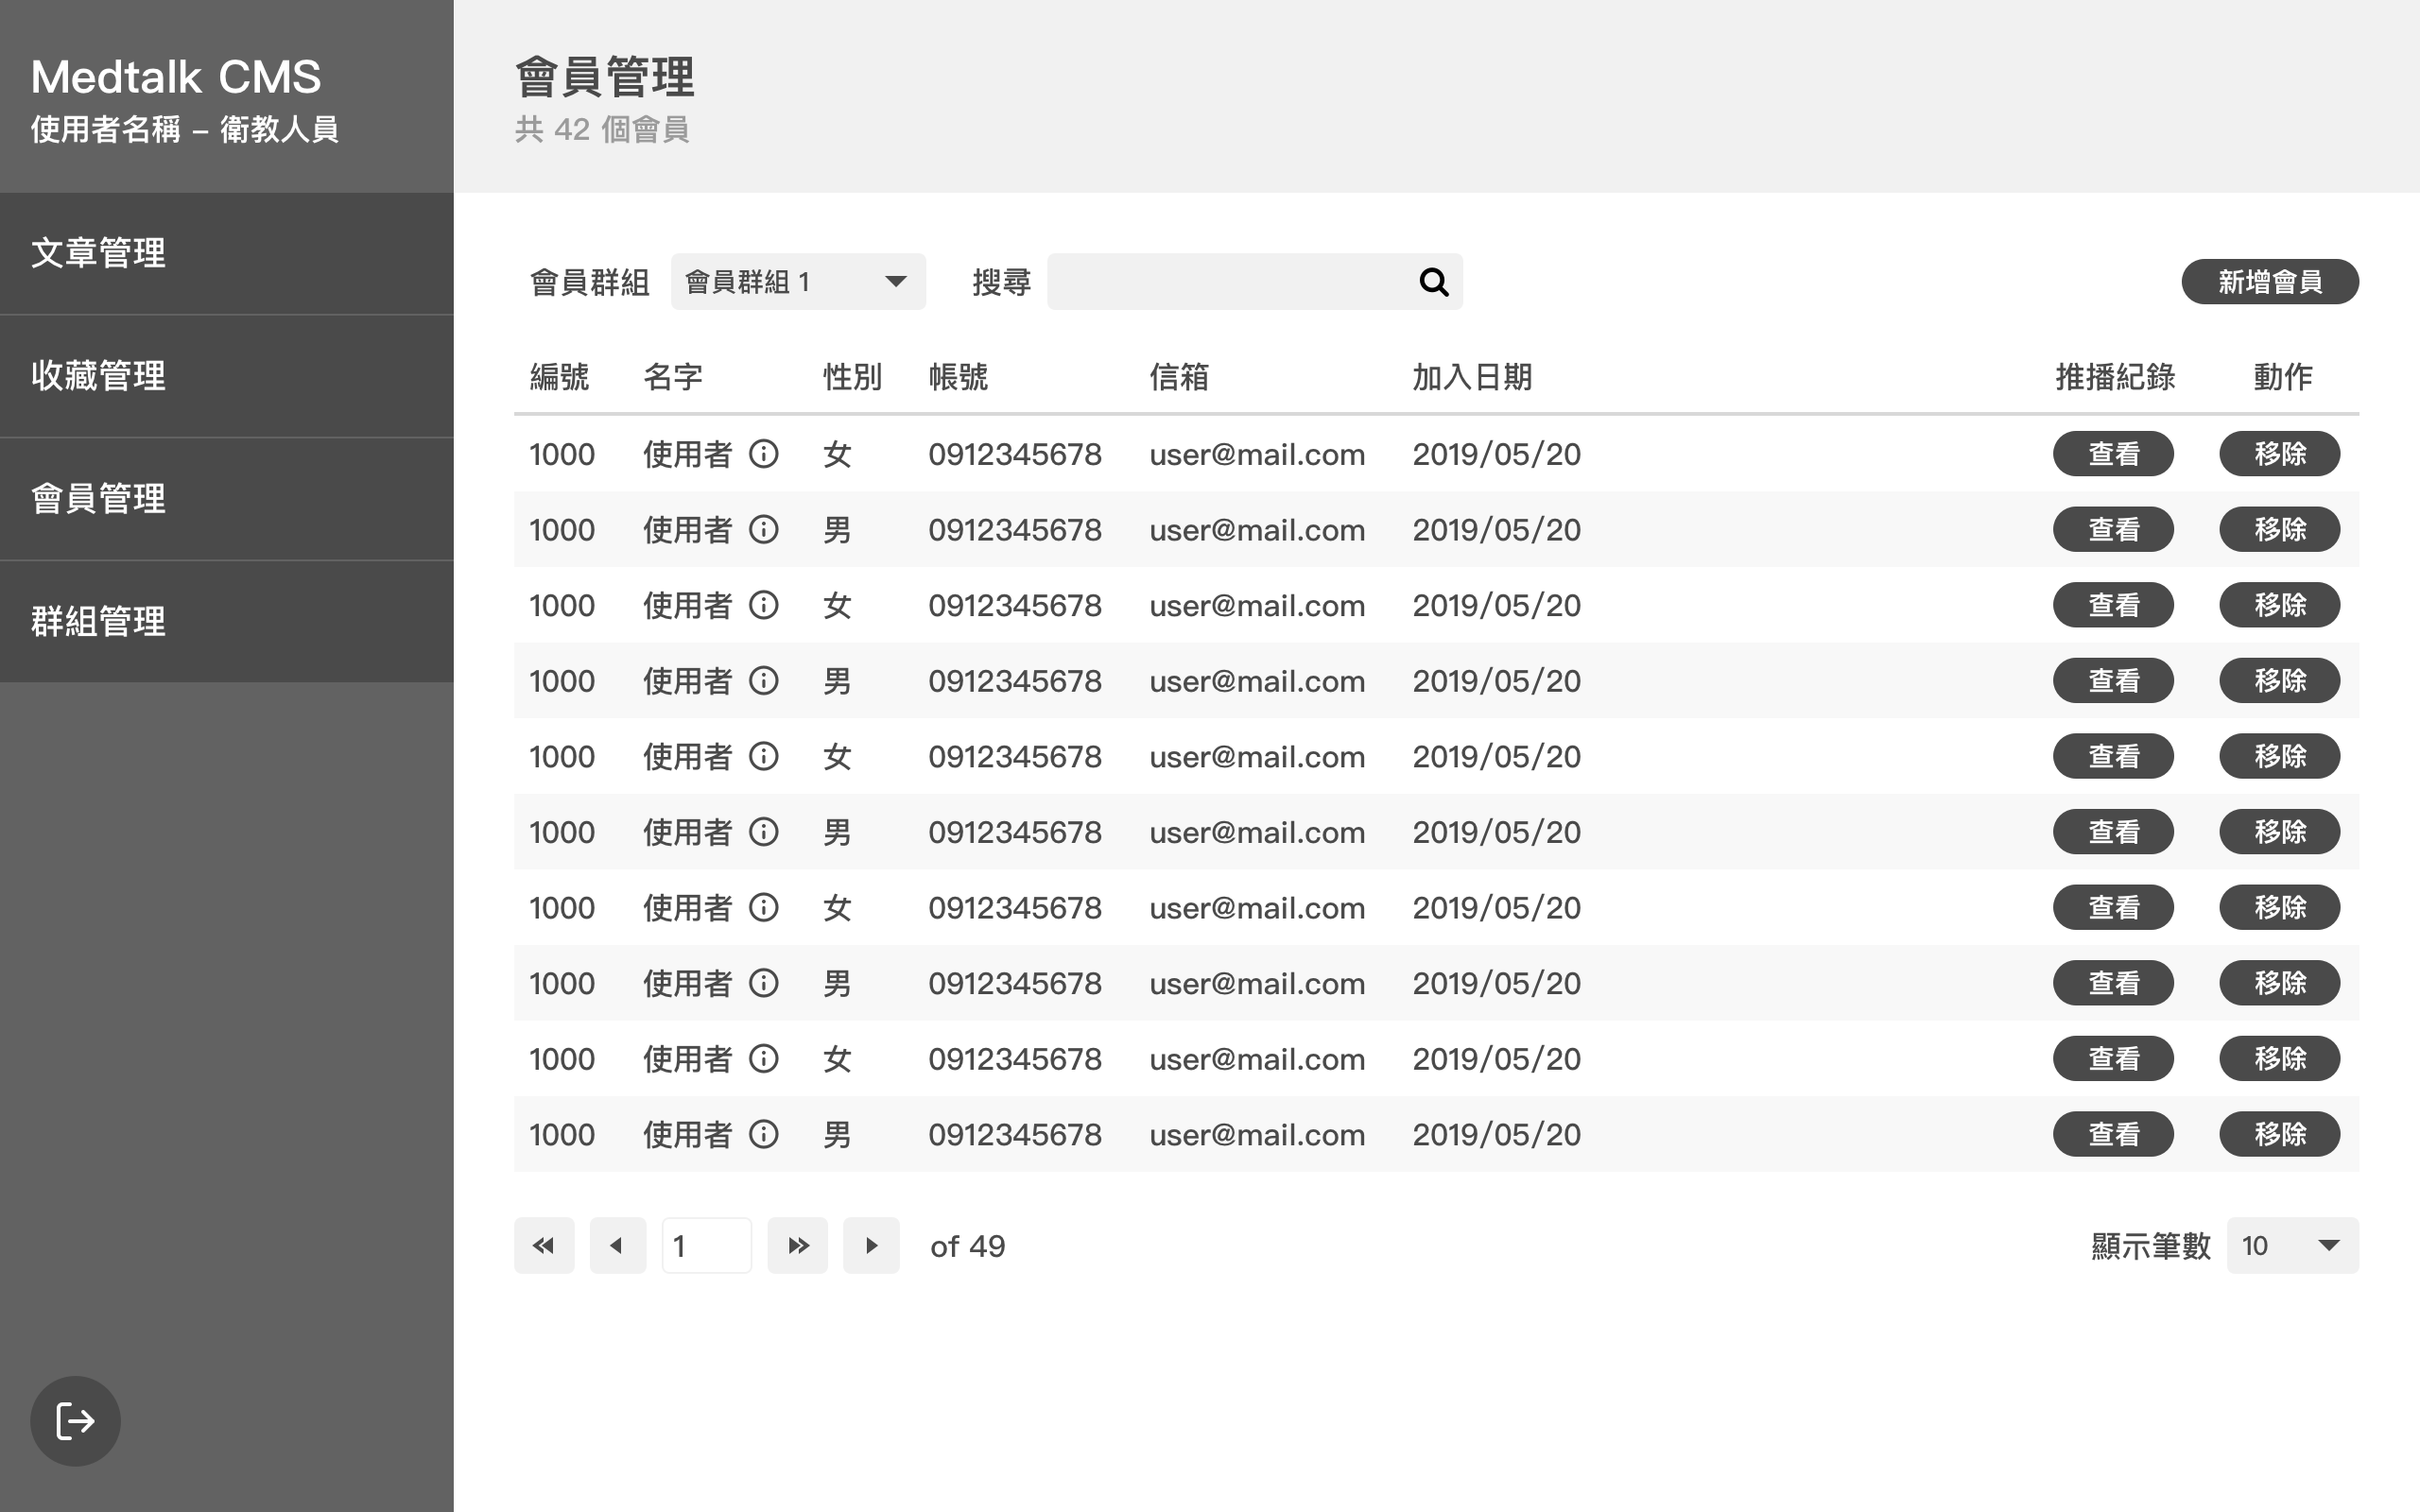 Medtalk CMS
使用者名稱 – 衛教人員
文章管理
收藏管理
會員管理
群組管理
會員管理
共 42 個會員
會員群組 會員群組 1 搜尋 新增會員
編號 名字 性別 帳號 信箱 加入日期 推播紀錄 動作
1000 使用者 女 0912345678 user@mail.com 2019/05/20 查看 移除
1000 使用者 男 0912345678 user@mail.com 2019/05/20 查看 移除
1000 使用者 女 0912345678 user@mail.com 2019/05/20 查看 移除
1000 使用者 男 0912345678 user@mail.com 2019/05/20 查看 移除
1000 使用者 女 0912345678 user@mail.com 2019/05/20 查看 移除
1000 使用者 男 0912345678 user@mail.com 2019/05/20 查看 移除
1000 使用者 女 0912345678 user@mail.com 2019/05/20 查看 移除
1000 使用者 男 0912345678 user@mail.com 2019/05/20 查看 移除
1000 使用者 女 0912345678 user@mail.com 2019/05/20 查看 移除
1000 使用者 男 0912345678 user@mail.com 2019/05/20 查看 移除
1 of 49 顯示筆數 10